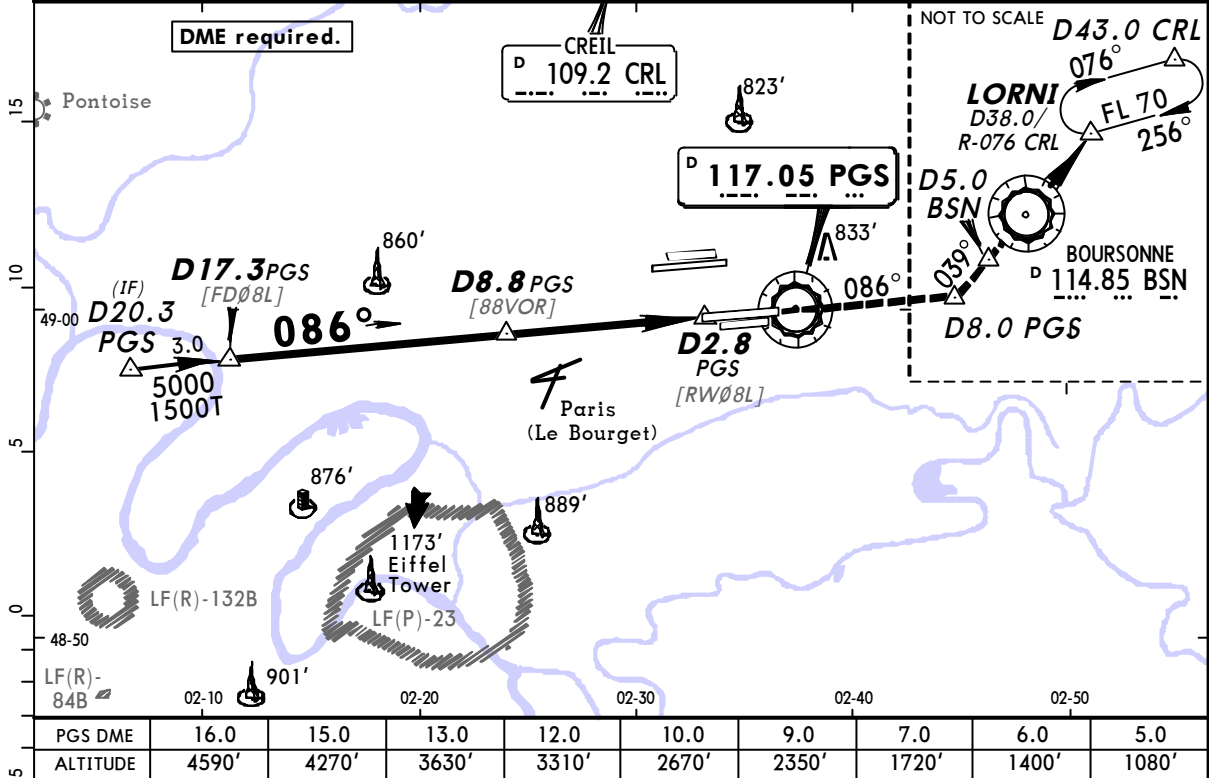 DME required.
CREIL
D 109.2 CRL
823'
Pontoise
D 117.05 PGS
833'
860'
D17.3 PGS
[FDØ8L]
(IF)
D20.3
PGS
3.0
5000
1500T
086°
D8.8 PGS
[88VOR]
D2.8
PGS
[RWØ8L]
Paris
(Le Bourget)
086°
NOT TO SCALE
D43.0 CRL
076°
LORNI
D38.0/
R-076 CRL
FL 70
256°
D5.0
BSN
039°
BOURSONNE
D 114.85 BSN
D8.0 PGS
876'
889'
1173'
Eiffel
Tower
LF(P)-23
LF(R)-132B
901'
LF(R)-
84B
15
10
49-00
5
0
48-50
5
02-10
02-20
02-30
02-40
02-50
PGS DME 16.0 15.0 13.0 12.0 10.0 9.0 7.0 6.0 5.0
ALTITUDE 4590' 4270' 3630' 3310' 2670' 2350' 1720' 1400' 1080'